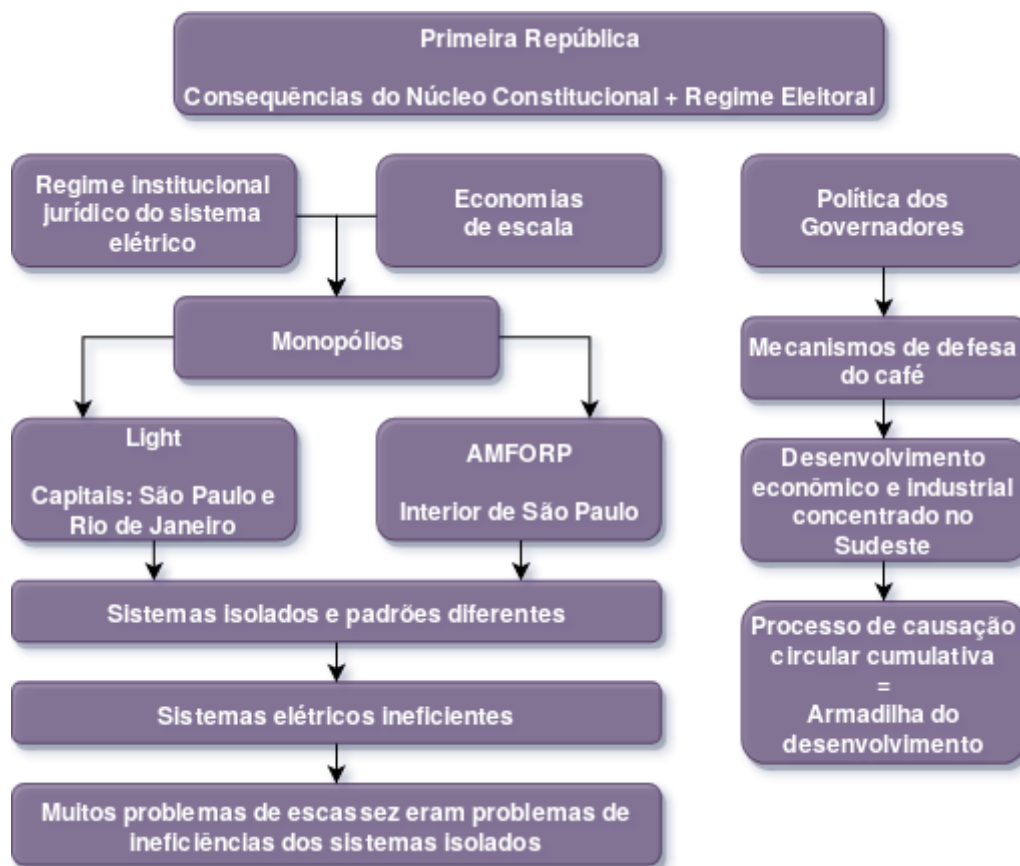 Primeira República
Consequências do Núcleo Constitucional + Regime Eleitoral
Regime institucional
jurídico do sistema
elétrico
Economias
de escala
Monopólios
Light
Capitais: São Paulo e
Rio de Janeiro
AMFORP
Interior de São Paulo
Sistemas isolados e padrões diferentes
Sistemas elétricos ineficientes
Muitos problemas de escassez eram problemas de
ineficiências dos sistemas isolados
Política dos
Governadores
Mecanismos de defesa
do café
Desenvolvimento
econômico e industrial
concentrado no
Sudeste
Processo de causação
circular cumulativa
=
Armadilha do
desenvolvimento